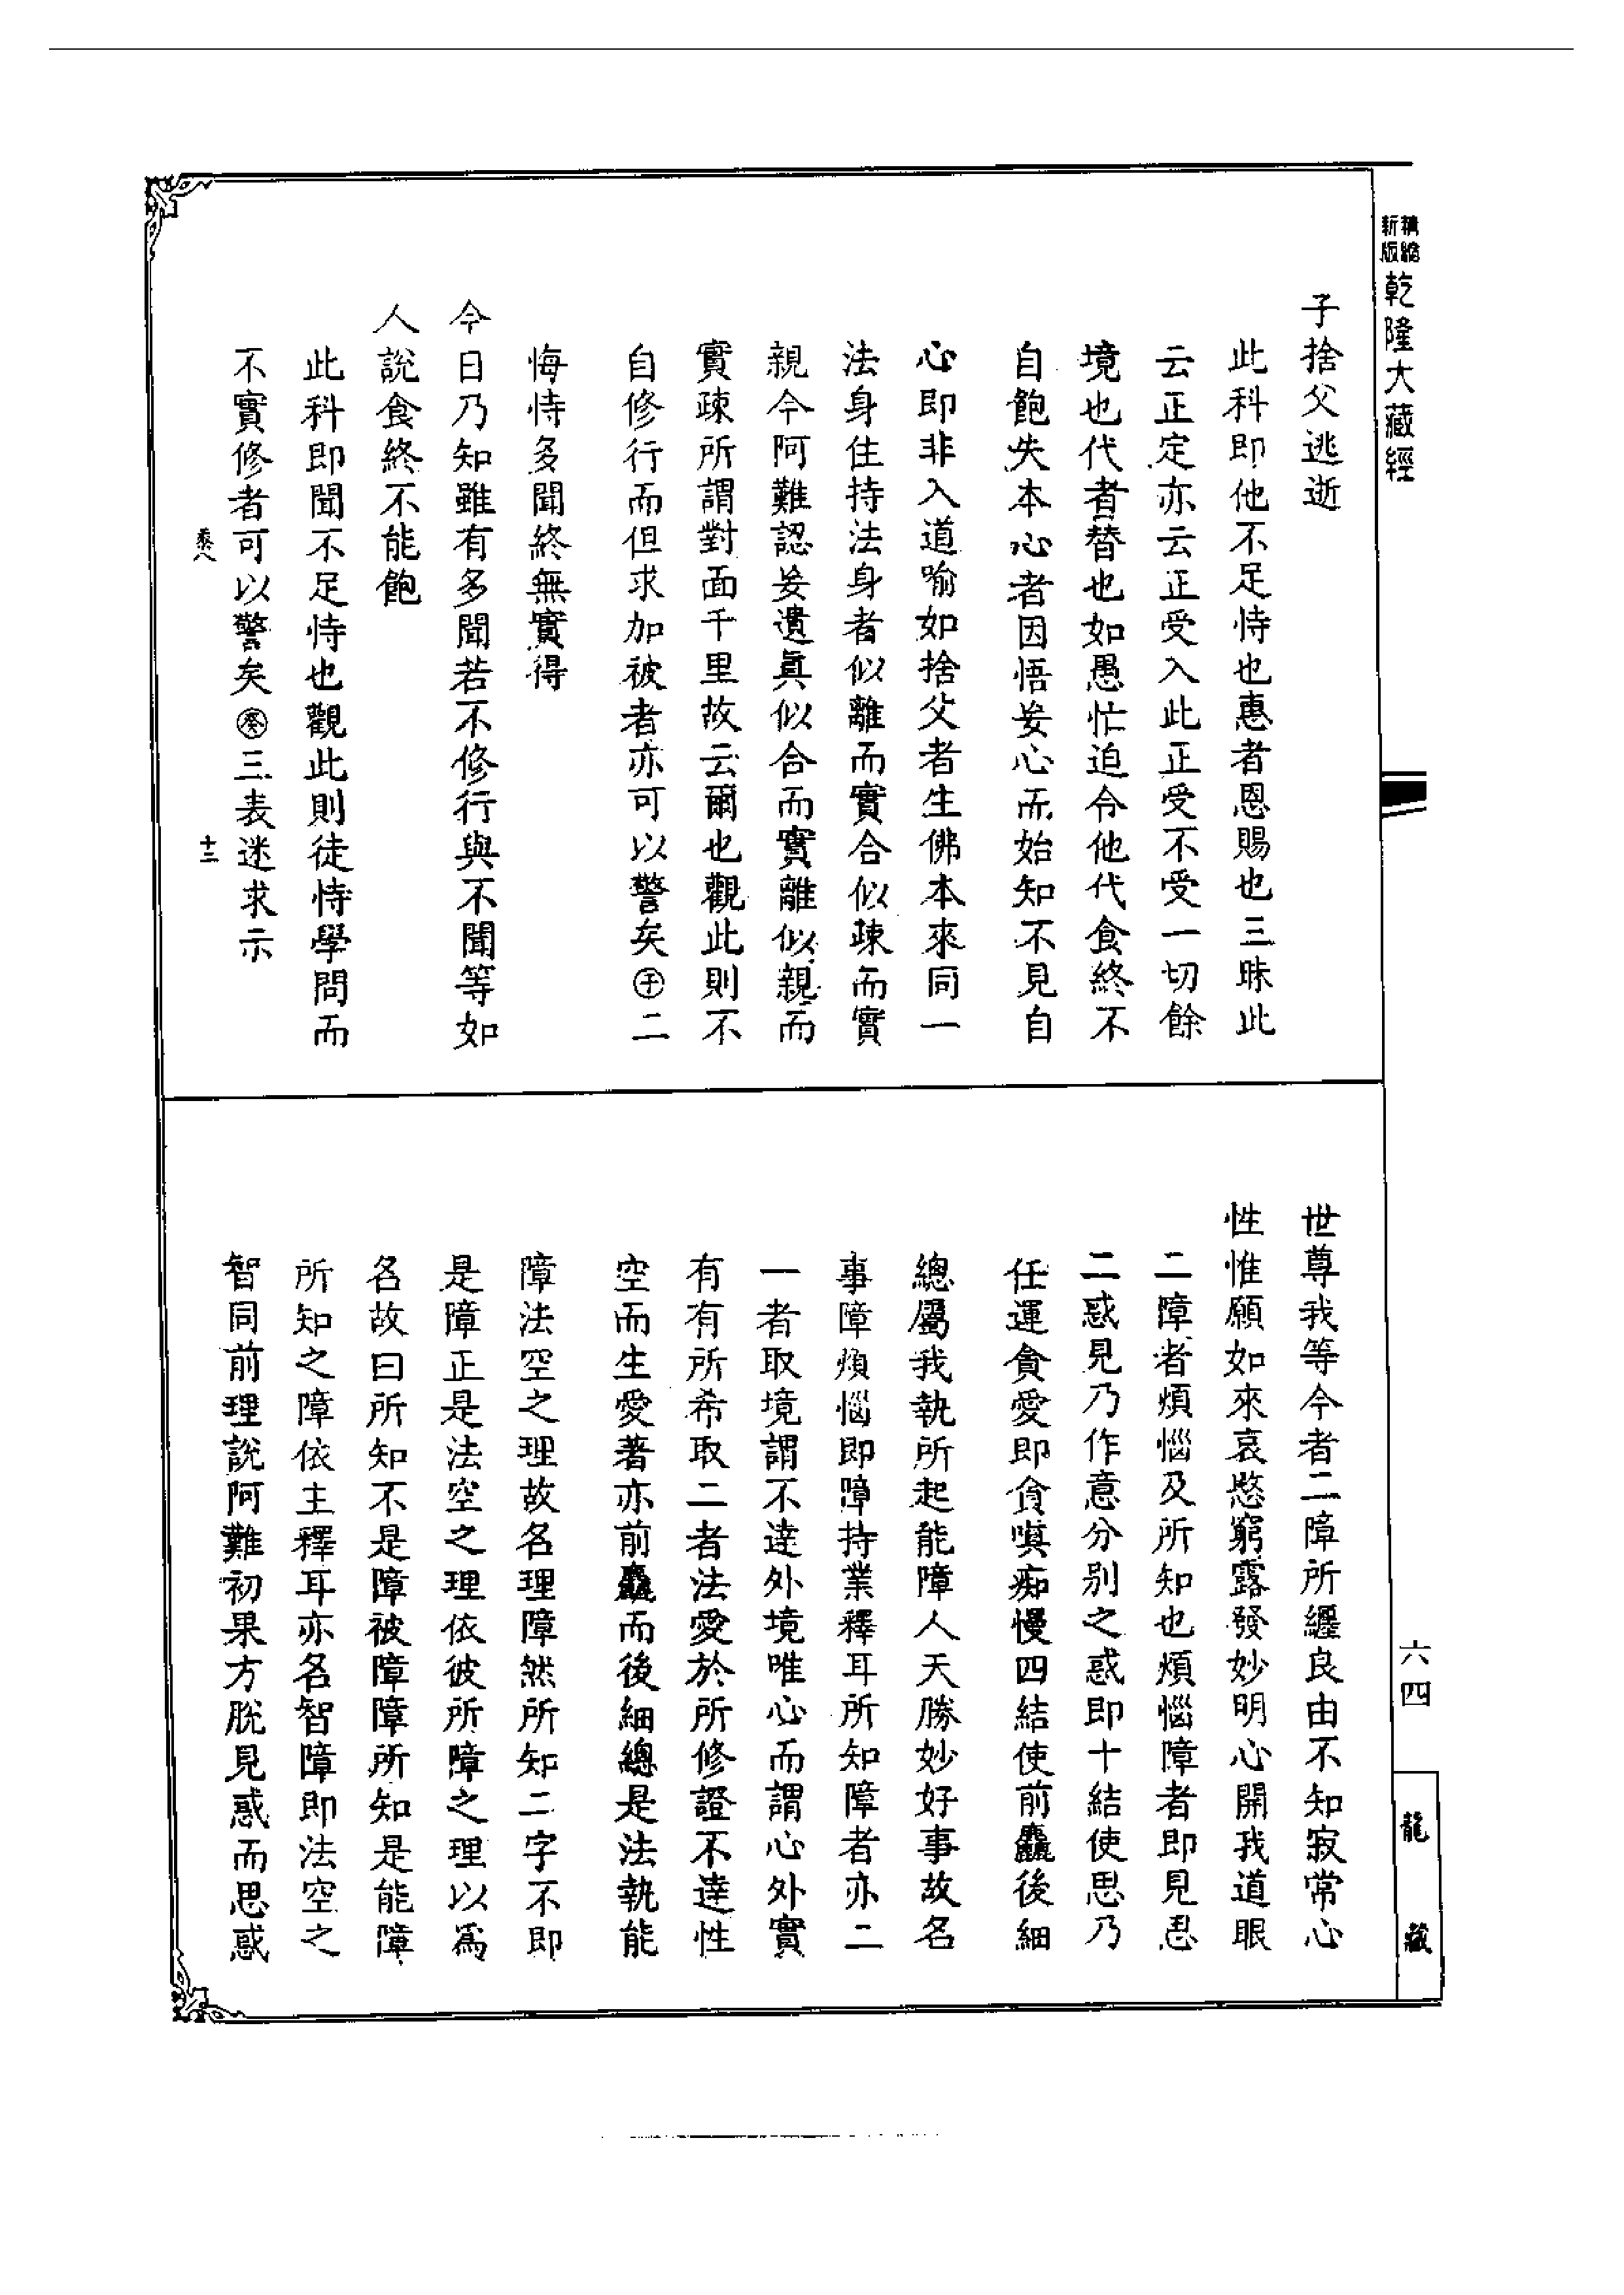 精縮新版乾隆大藏經
子捨父逃逝
此科即他不足恃也惠者恩賜也三昧此
云正定亦云正受入此正受不受一切餘
境也代者替也如愚忙迫令他代食終不
自飽失本心者因悟妄心而始知不見自
心即非入道喻如捨父者生佛本來同一
法身住持法身者似離而實合似疎而實
親今阿難認妄遺眞似合而實離似親而
實疎所謂對面千里故云爾也觀此則不
自修行而但求加被者亦可以警矣㊉二
悔恃多聞終無實得
今日乃知雖有多聞若不修行與不聞等如
人說食終不能飽
此科即聞不足恃也觀此則徒恃學問而
不實修者可以警矣三表迷求示
十三
世尊我等今者二障所纏良由不知寂常心
性惟願如來哀愍窮露發妙明心開我道眼
二障者煩惱及所知也煩惱障者即見思
二惑見乃作意分別之惑即十結使思乃
任運貪愛即貪嗔痴慢四結使前麤後細
總屬我執所起能障人天勝妙好事故名
事障煩惱即障持業釋耳所知障者亦二
一者取境謂不達外境唯心而謂心外實
有有所希取二者法愛於所修證不達性
空而生愛著亦前麤而後細總是法執能
障法空之理故名理障然所知二字不即
是障正是法空之理依彼所障之理以爲
名故曰所知不是障被障障所知是能障
所知之障依主釋耳亦名智障即法空之
智同前理說阿難初果方脫見惑而思惑
六四
龍藏